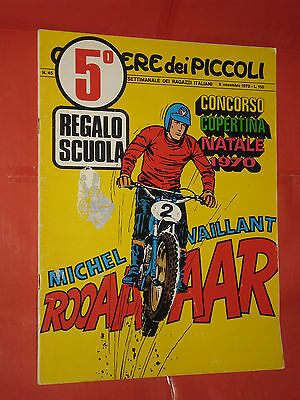 5°
REGALO
SCUOLA
ERE dei PICCOLI
N. 45
SETTIMANALE DEI RAGAZZI ITALIANI
8 novembre 1970 - L. 150
CONCORSO
COPERTINA
NATALE
1970
2
MICHEL
VAILLANT
ROOAAAAAR